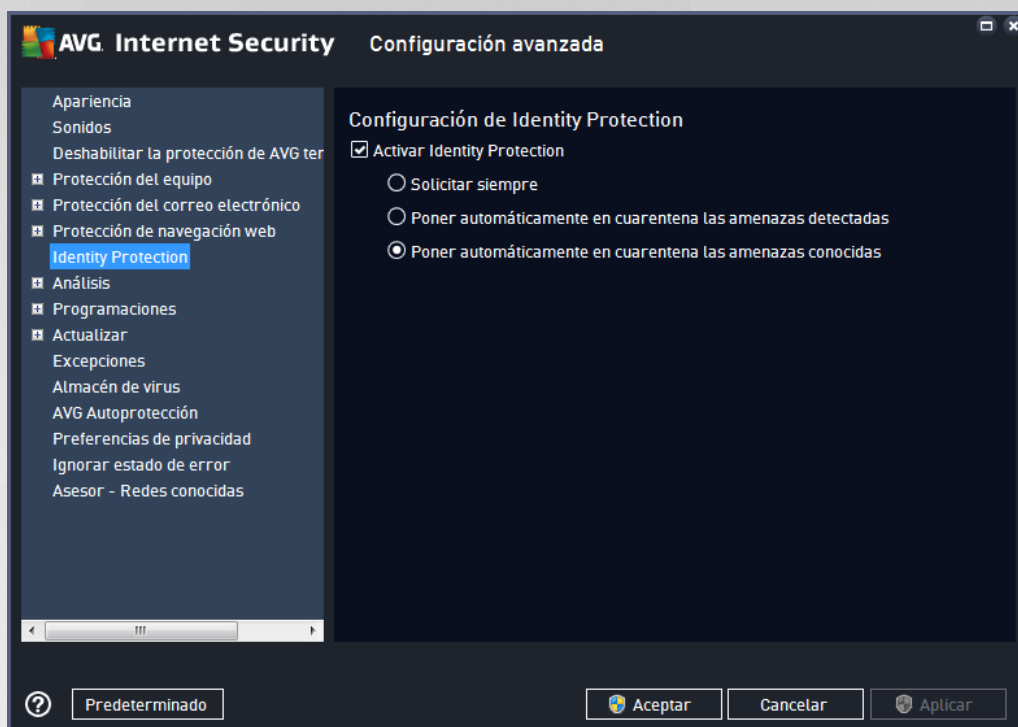 AVG. Internet Security Configuración avanzada
Apariencia
Sonidos
Deshabilitar la protección de AVG ter
Protección del equipo
Protección del correo electrónico
Protección de navegación web
Identity Protection
Análisis
Programaciones
Actualizar
Excepciones
Almacén de virus
AVG Autoprotección
Preferencias de privacidad
Ignorar estado de error
Asesor - Redes conocidas
Configuración de Identity Protection
Activar Identity Protection
Solicitar siempre
Poner automáticamente en cuarentena las amenazas detectadas
Poner automáticamente en cuarentena las amenazas conocidas
? Predeterminado Aceptar Cancelar Aplicar